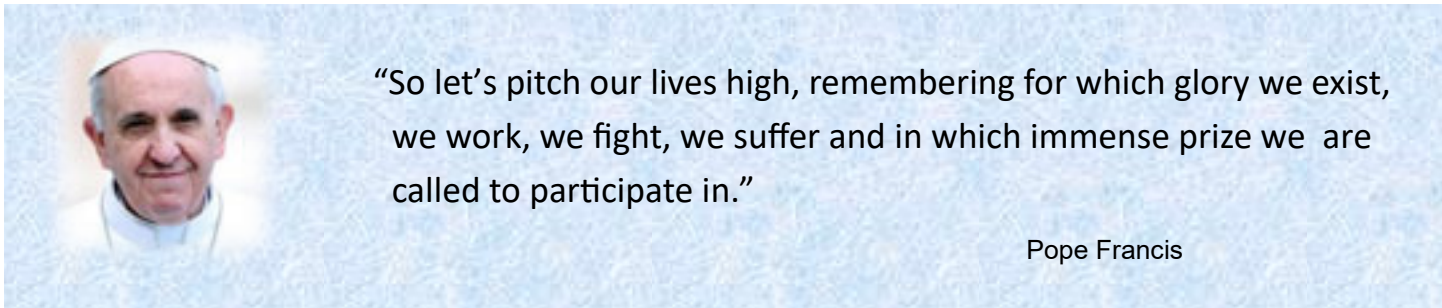 “So let’s pitch our lives high, remembering for which glory we exist,
we work, we fight, we suffer and in which immense prize we  are
called to participate in.”
Pope Francis